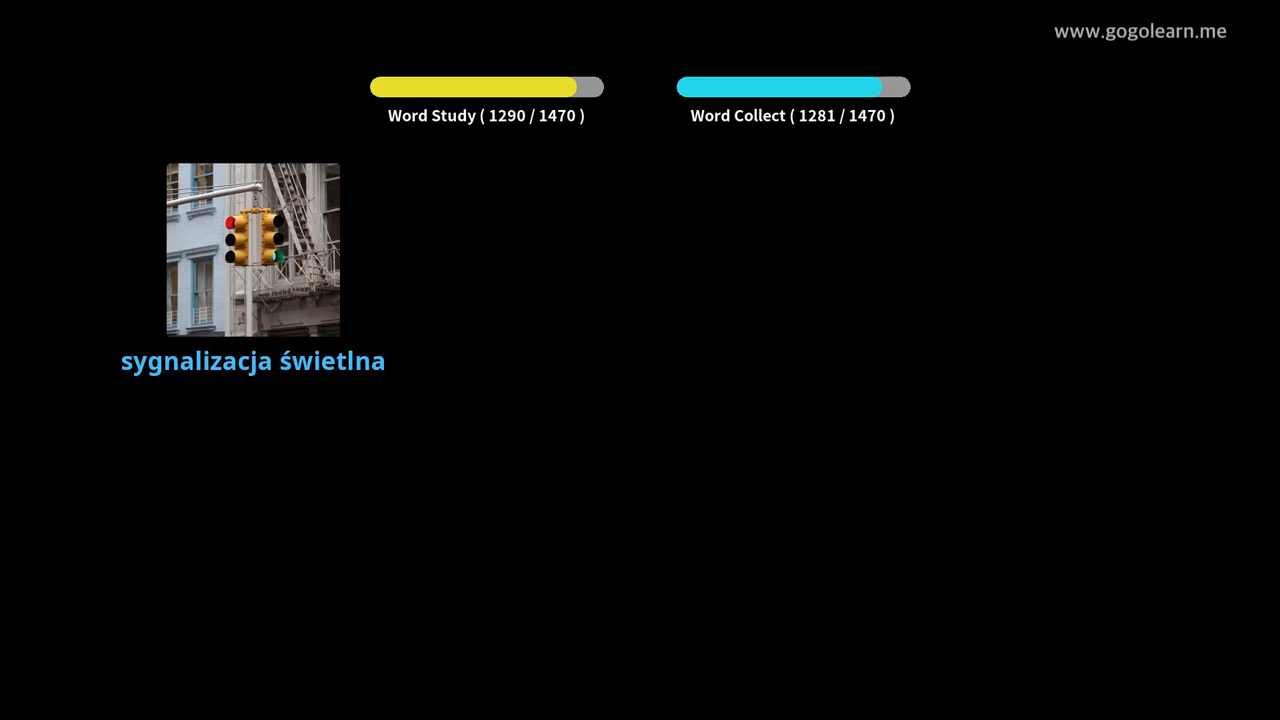 www.gogolearn.me
Word Study ( 1290 / 1470 )
Word Collect ( 1281 / 1470 )
sygnalizacja świetlna